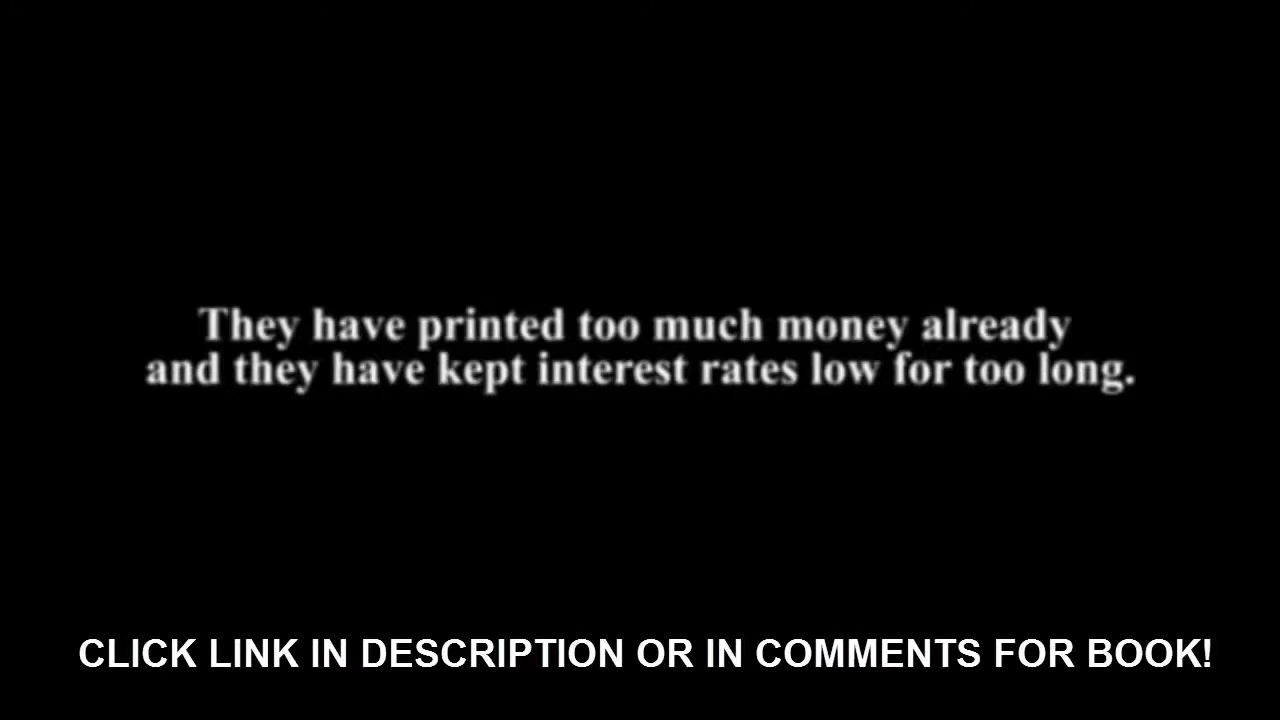 They have printed too much money already
and they have kept interest rates low for too long.
CLICK LINK IN DESCRIPTION OR IN COMMENTS FOR BOOK!